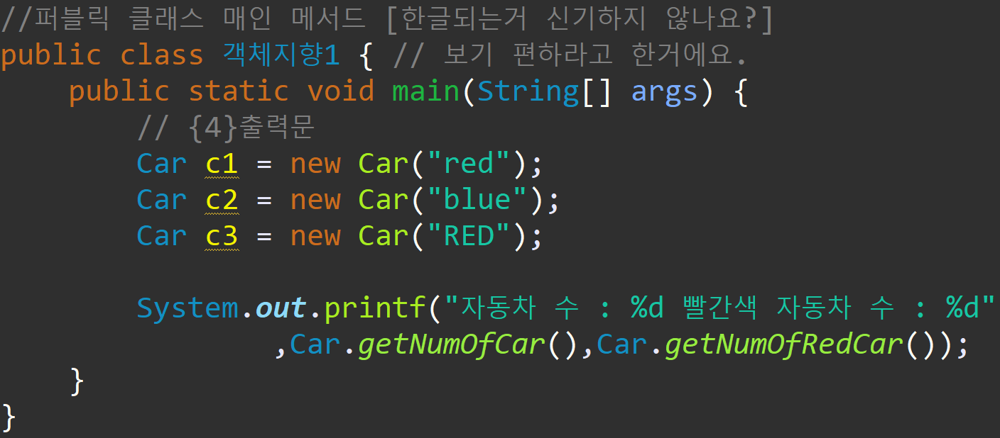 //퍼블릭 클래스 매인 메서드 [한글되는거 신기하지 않나요?]
public class 객체지향1 { // 보기 편하라고 한거에요.
public static void main(String[] args) {
// {4}출력문
Car c1 = new Car("red");
Car c2 = new Car("blue");
Car c3 = new Car("RED");
System.out.printf("자동차 수 : %d 빨간색 자동차 수 : %d"
,Car.getNumOfCar(),Car.getNumOfRedCar());
}
}